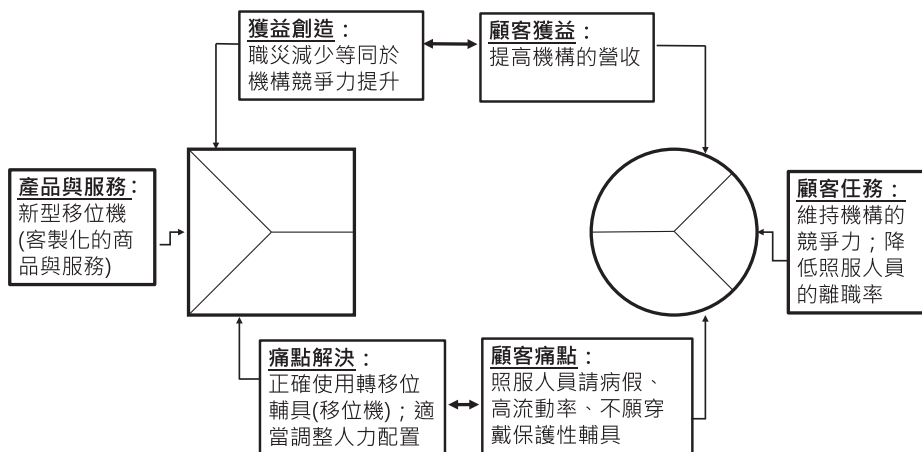 獲益創造：
職災減少等同於
機構競爭力提升
顧客獲益：
提高機構的營收
產品與服務：
新型移位機
(客製化的商
品與服務)
顧客任務：
維持機構的
競爭力；降
低照服人員
的離職率
痛點解決：
正確使用轉移位
輔具(移位機)；適
當調整人力配置
顧客痛點：
照服人員請病假、
高流動率、不願穿
戴保護性輔具